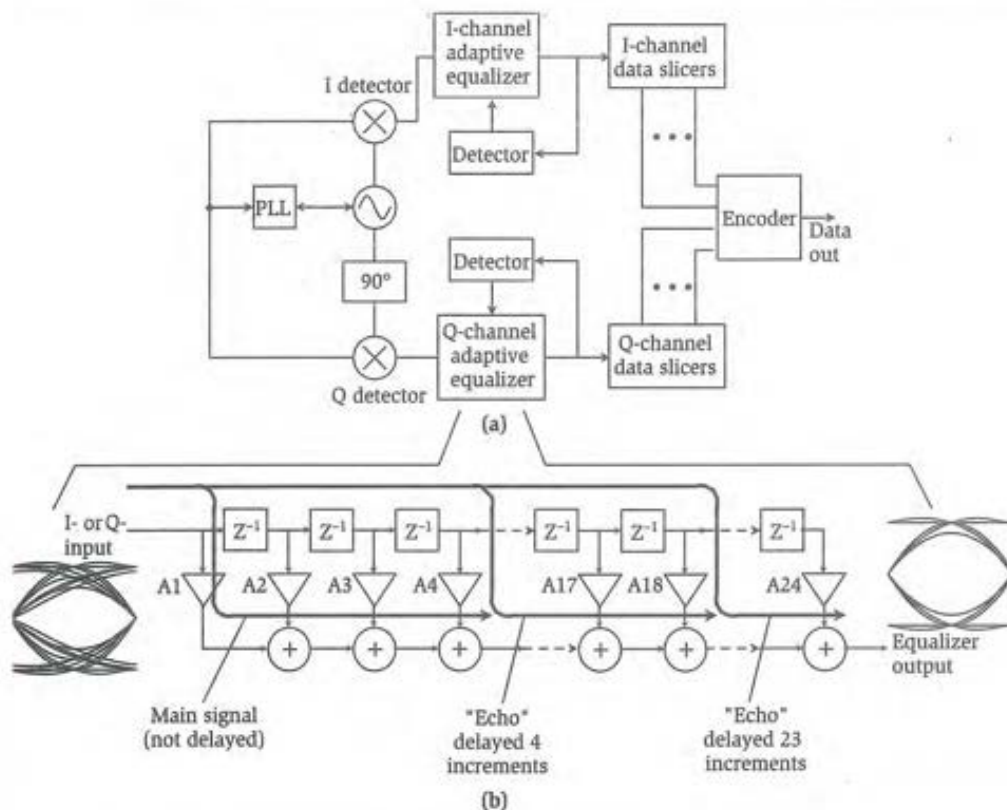 I-channel
adaptive
equalizer
I-channel
data slicers
I detector
Detector
PLL
Encoder
Data
out
90°
Detector
Q-channel
adaptive
equalizer
Q-channel
data slicers
Q detector
(a)
I- or Q-
input
Z⁻¹
Z⁻¹
Z⁻¹
Z⁻¹
Z⁻¹
Z⁻¹
A1
A2
A3
A4
A17
A18
A24
+
+
+
+
+
+
Equalizer
output
Main signal
(not delayed)
"Echo"
delayed 4
increments
"Echo"
delayed 23
increments
(b)